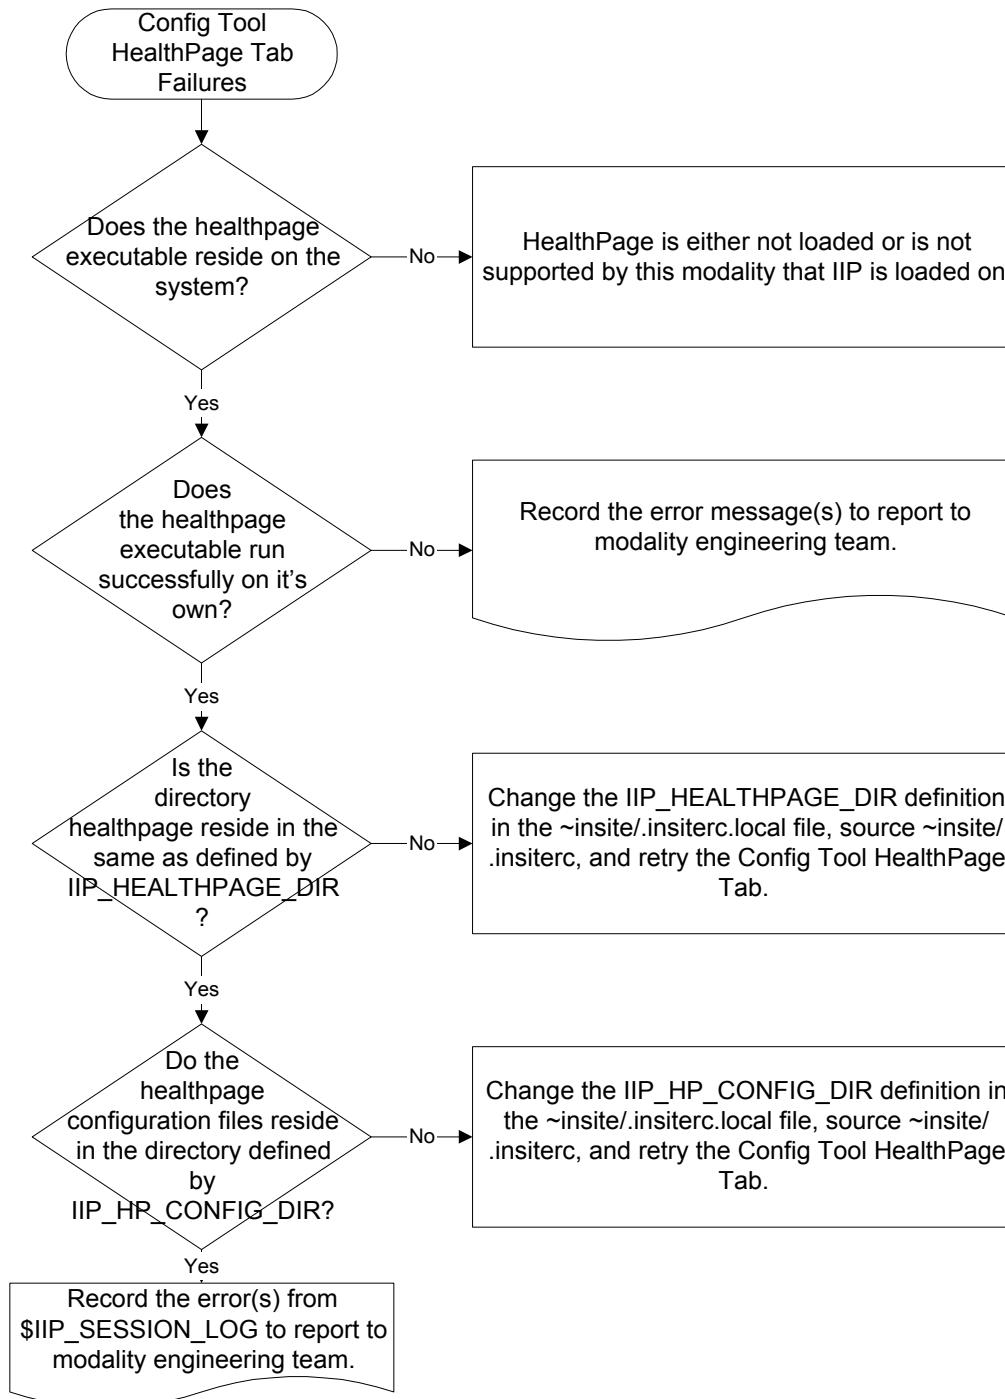 Config Tool
HealthPage Tab
Failures
Does the healthpage
executable reside on the
system?
No
HealthPage is either not loaded or is not
supported by this modality that IIP is loaded on
Yes
Does
the healthpage
executable run
successfully on it's
own?
No
Record the error message(s) to report to
modality engineering team.
Yes
Is the
directory
healthpage reside in the
same as defined by
IIP_HEALTHPAGE_DIR
?
No
Change the IIP_HEALTHPAGE_DIR definition
in the ~insite/.insiterc.local file, source ~insite/
.insiterc, and retry the Config Tool HealthPage
Tab.
Yes
Do the
healthpage
configuration files reside
in the directory defined
by
IIP_HP_CONFIG_DIR?
No
Change the IIP_HP_CONFIG_DIR definition in
the ~insite/.insiterc.local file, source ~insite/
.insiterc, and retry the Config Tool HealthPage
Tab.
Yes
Record the error(s) from
$IIP_SESSION_LOG to report to
modality engineering team.